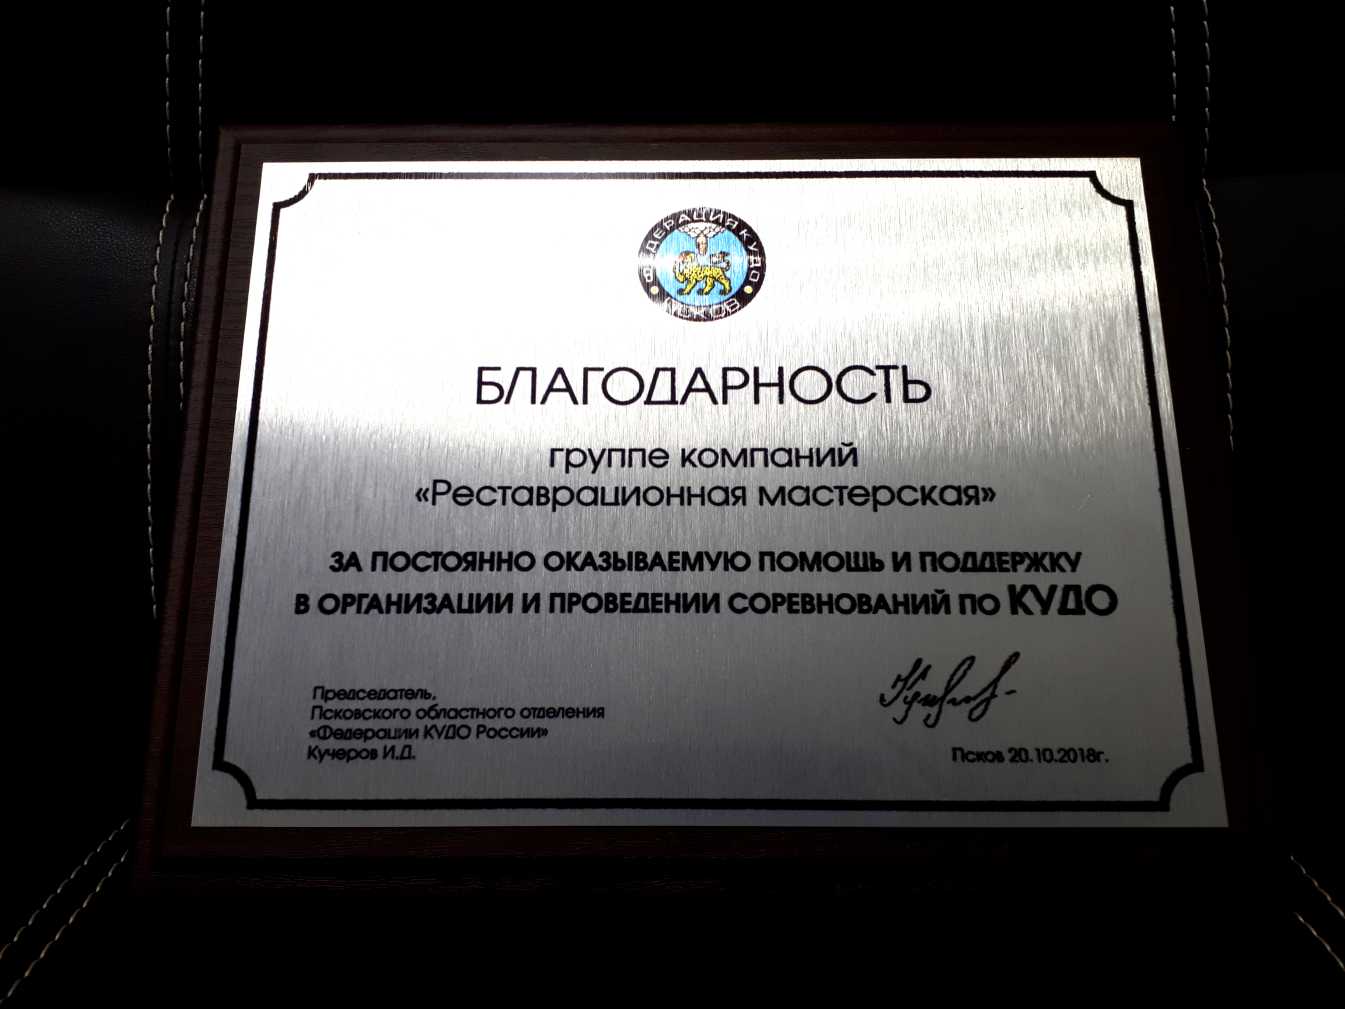 ФЕДЕРАЦИЯ КУДО
ПСКОВ
БЛАГОДАРНОСТЬ
группе компаний
«Реставрационная мастерская»
ЗА ПОСТОЯННО ОКАЗЫВАЕМУЮ ПОМОЩЬ И ПОДДЕРЖКУ
В ОРГАНИЗАЦИИ И ПРОВЕДЕНИИ СОРЕВНОВАНИЙ ПО КУДО
Председатель,
Псковского областного отделения
«Федерации КУДО России»
Кучеров И.Д.
Псков 20.10.2018г.